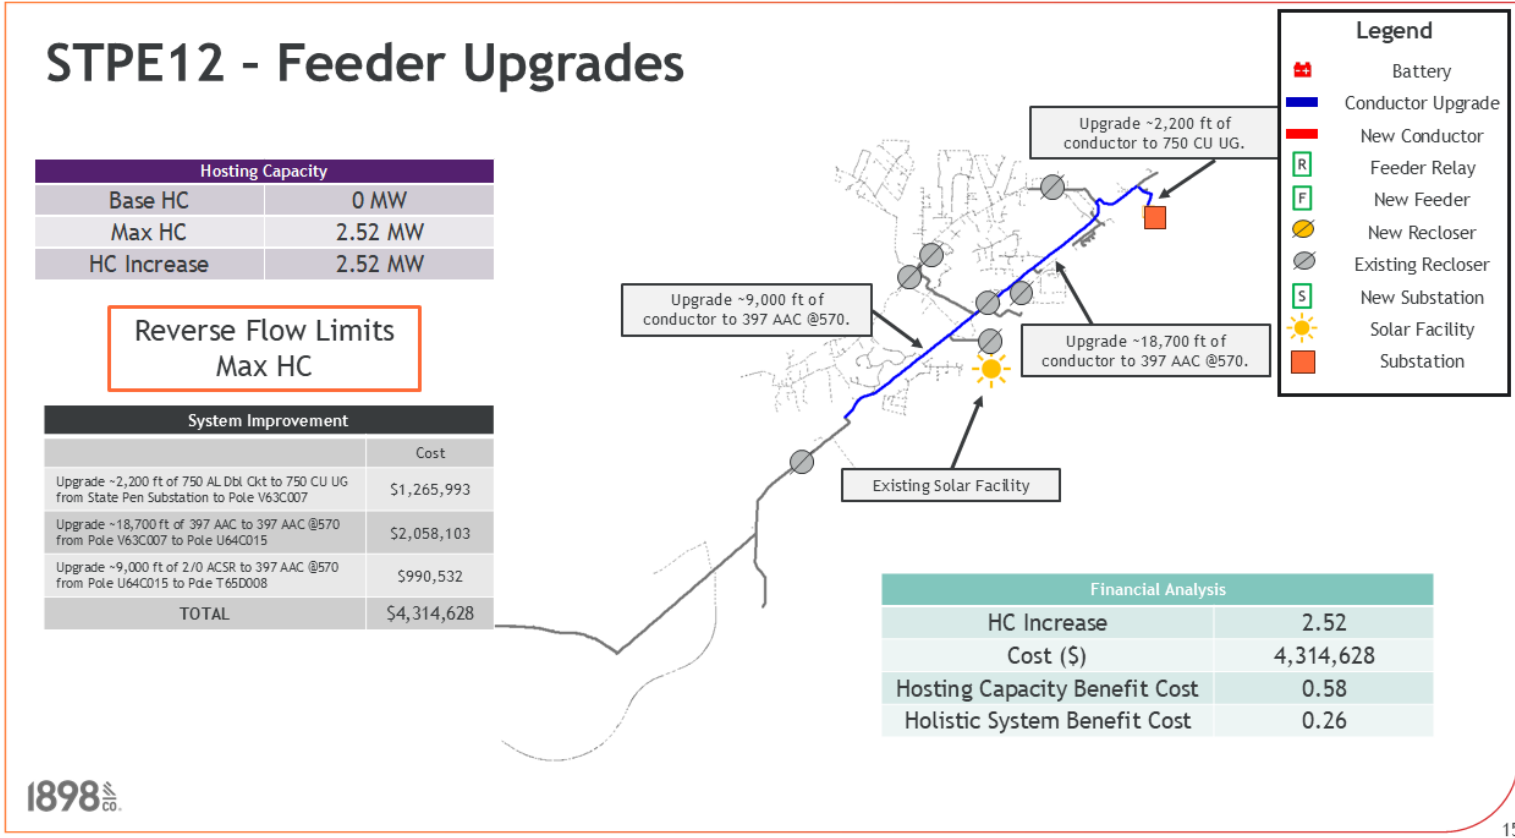 STPE12 – Feeder Upgrades
Hosting Capacity
Base HC 0 MW
Max HC 2.52 MW
HC Increase 2.52 MW
Reverse Flow Limits
Max HC
System Improvement
Cost
Upgrade ~2,200 ft of 750 AL Dbl Ckt to 750 CU UG
from State Pen Substation to Pole V63C007
$1,265,993
Upgrade ~18,700 ft of 397 AAC to 397 AAC @570
from Pole V63C007 to Pole U64C015
$2,058,103
Upgrade ~9,000 ft of 2/0 ACSR to 397 AAC @570
from Pole U64C015 to Pole T65D008
$990,532
TOTAL $4,314,628
Upgrade ~2,200 ft of
conductor to 750 CU UG.
Upgrade ~9,000 ft of
conductor to 397 AAC @570.
Upgrade ~18,700 ft of
conductor to 397 AAC @570.
Existing Solar Facility
Legend
Battery
Conductor Upgrade
New Conductor
R Feeder Relay
F New Feeder
New Recloser
Existing Recloser
S New Substation
Solar Facility
Substation
Financial Analysis
HC Increase 2.52
Cost ($) 4,314,628
Hosting Capacity Benefit Cost 0.58
Holistic System Benefit Cost 0.26
1898 & CO.
15